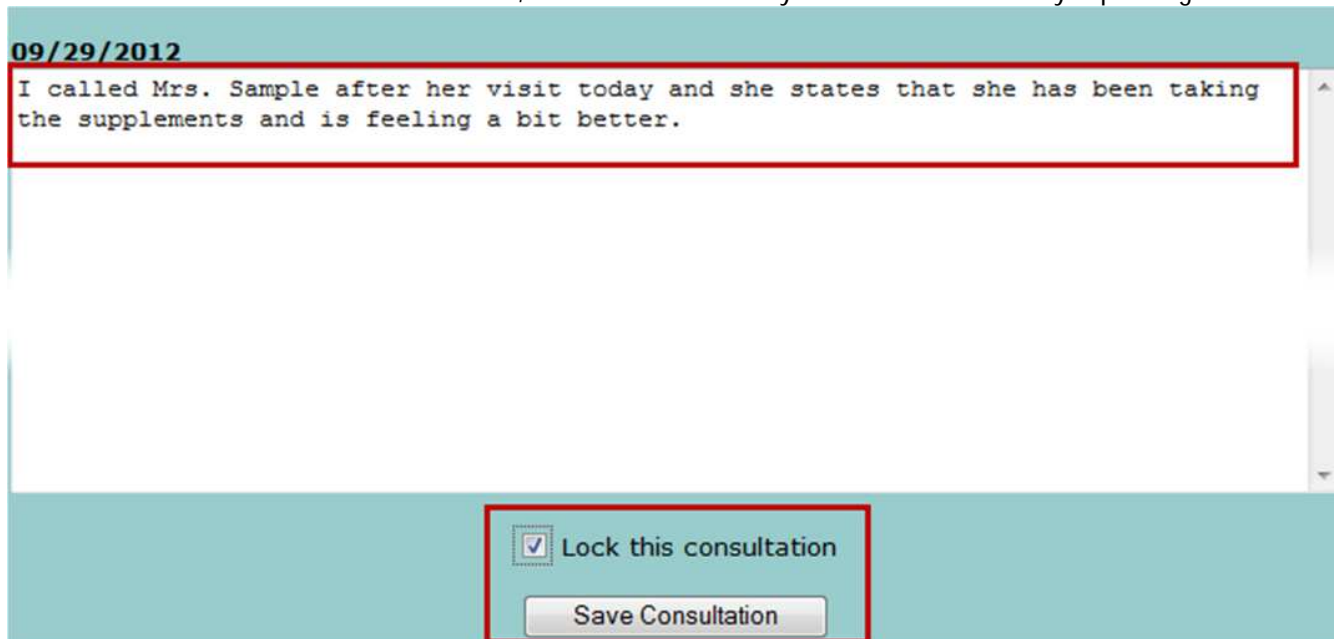 09/29/2012
I called Mrs. Sample after her visit today and she states that she has been taking
the supplements and is feeling a bit better.
Lock this consultation
Save Consultation